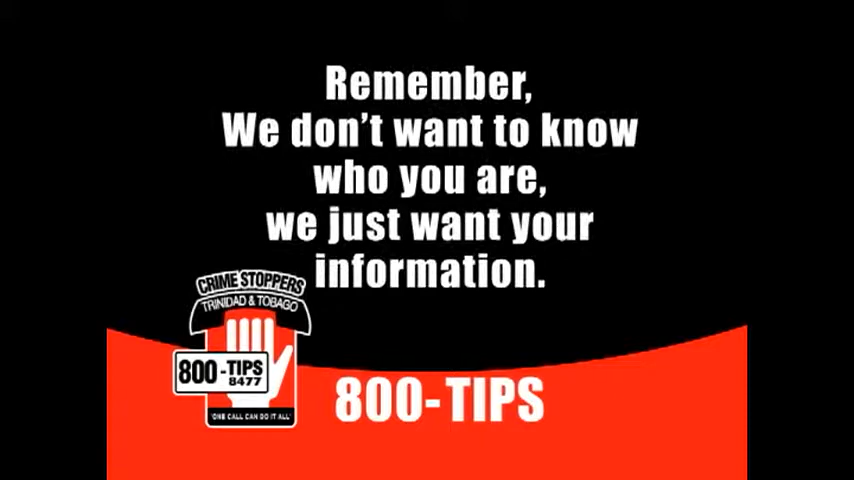 Remember,
We don't want to know
who you are,
we just want your
information.
CRIME STOPPERS
TRINIDAD & TOBAGO
800-TIPS
8477
"ONE CALL CAN DO IT ALL"
800-TIPS